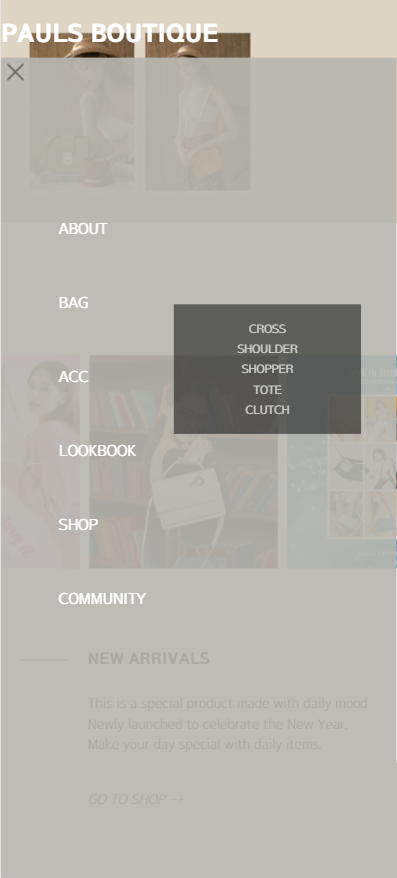 PAULS BOUTIQUE
ABOUT
BAG
CROSS
SHOULDER
SHOPPER
TOTE
CLUTCH
ACC
LOOKBOOK
SHOP
COMMUNITY
NEW ARRIVALS
This is a special product made with daily mood
Newly launched to celebrate the New Year.
Make your day special with daily items.
GO TO SHOP →